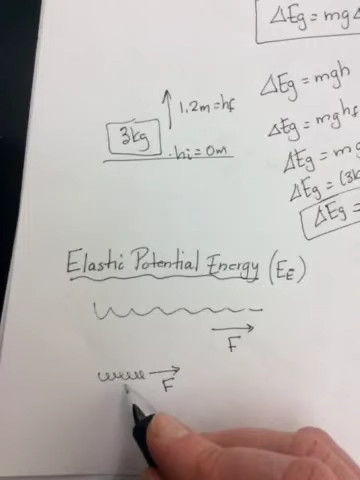 ΔEg = mg
ΔEg = mgh
1.2m = hf
3kg
hi = 0m
ΔEg = mghf
ΔEg = mg
ΔEg = (3k
ΔEg =
Elastic Potential Energy (EE)
F
F